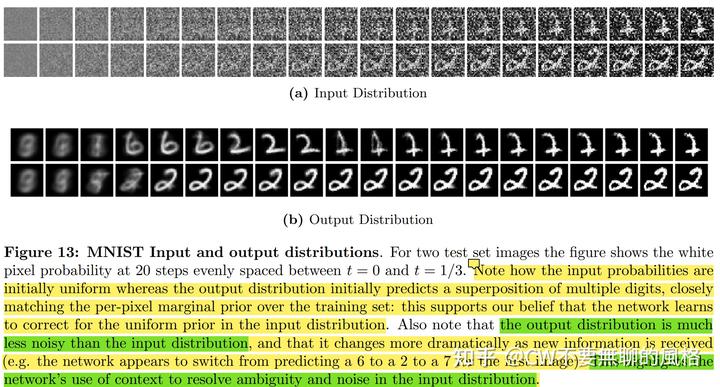 (a) Input Distribution
(b) Output Distribution
Figure 13: MNIST Input and output distributions. For two test set images the figure shows the white
pixel probability at 20 steps evenly spaced between t = 0 and t = 1/3. Note how the input probabilities are
initially uniform whereas the output distribution initially predicts a superposition of multiple digits, closely
matching the per-pixel marginal prior over the training set: this supports our belief that the network learns
to correct for the uniform prior in the input distribution. Also note that the output distribution is much
less noisy than the input distribution, and that it changes more dramatically as new information is received
(e.g. the network appears to switch from predicting a 6 to a 2 to a 7 for the first image). This highlights the
知乎 @GW不要無聊的風格
network's use of context to resolve ambiguity and noise in the input distribution.